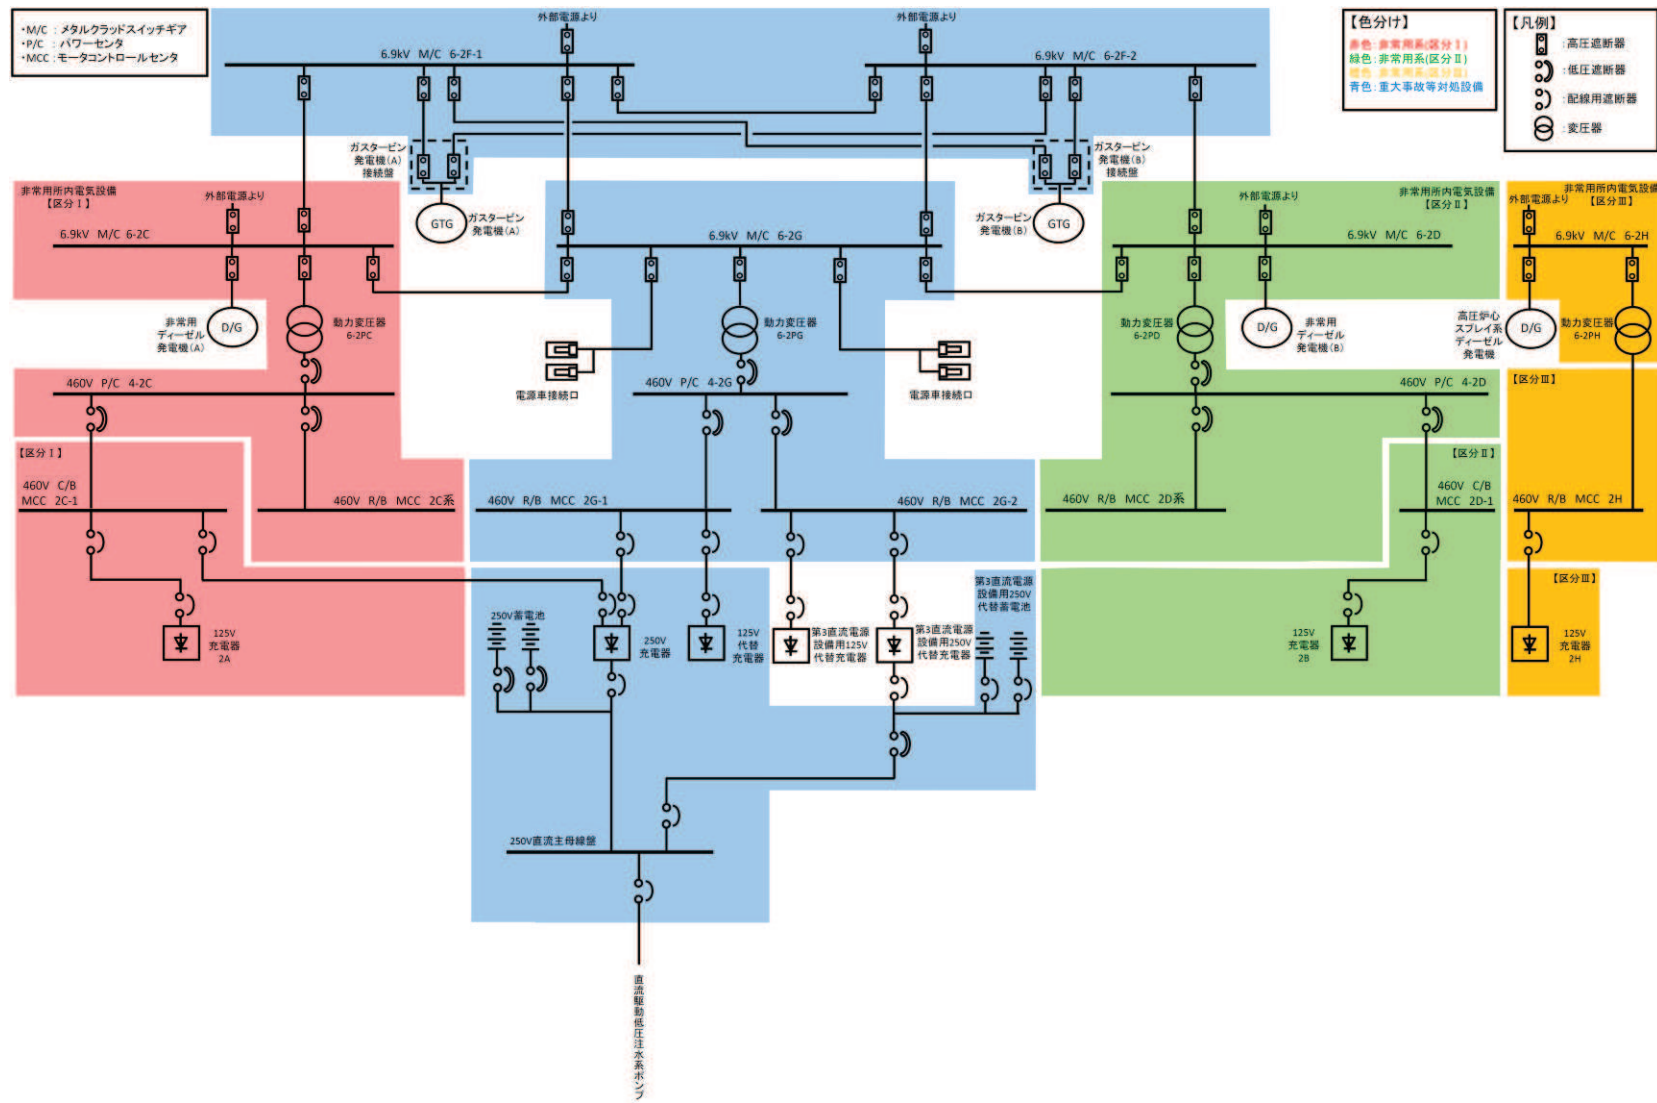 ・M/C : メタルクラッドスイッチギア
・P/C : パワーセンタ
・MCC : モータコントロールセンタ
外部電源より
外部電源より
【色分け】
赤色:非常用系(区分Ⅰ)
緑色:非常用系(区分Ⅱ)
橙色:非常用系(区分Ⅲ)
青色:重大事故等対処設備
【凡例】
:高圧遮断器
:低圧遮断器
:配線用遮断器
:変圧器
6.9kV M/C 6-2F-1
6.9kV M/C 6-2F-2
ガスタービン
発電機(A)
接続盤
ガスタービン
発電機(B)
接続盤
GTG
ガスタービン
発電機(A)
ガスタービン
発電機(B)
GTG
非常用所内電気設備
【区分Ⅰ】
外部電源より
6.9kV M/C 6-2C
6.9kV M/C 6-2G
外部電源より
非常用所内電気設備
【区分Ⅱ】
6.9kV M/C 6-2D
非常用所内電気設備
【区分Ⅲ】
外部電源より
6.9kV M/C 6-2H
非常用
ディーゼル
発電機(A)
D/G
動力変圧器
6-2PC
動力変圧器
6-2PG
動力変圧器
6-2PD
D/G
非常用
ディーゼル
発電機(B)
高圧炉心
スプレイ系
ディーゼル
発電機
D/G
動力変圧器
6-2PH
電源車接続口
電源車接続口
460V P/C 4-2C
460V P/C 4-2G
460V P/C 4-2D
【区分Ⅲ】
【区分Ⅰ】
460V C/B
MCC 2C-1
460V R/B MCC 2C系
460V R/B MCC 2G-1
460V R/B MCC 2G-2
460V R/B MCC 2D系
【区分Ⅱ】
460V C/B
MCC 2D-1
460V R/B MCC 2H
125V
充電器
2A
250V蓄電池
250V
充電器
125V
代替
充電器
第3直流電源
設備用125V
代替充電器
第3直流電源
設備用250V
代替充電器
第3直流電源
設備用250V
代替蓄電池
125V
充電器
2B
【区分Ⅲ】
125V
充電器
2H
250V直流主母線盤
直流駆動低圧注水系ポンプ